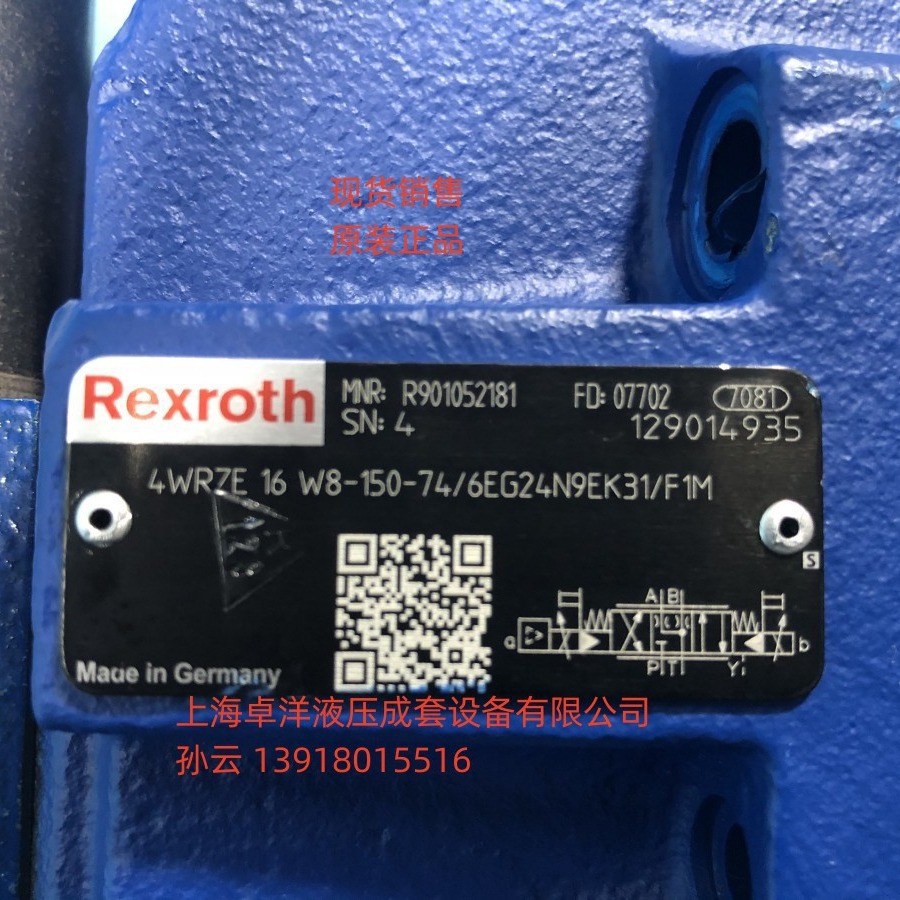 现货销售
原装正品
Rexroth
MNR: R901052181 FD: 07702 7081
SN: 4 129014935
4WRZE 16 W8-150-74/6EG24N9EK31/F1M
S
A B
a b
P T Y
Made in Germany
上海卓洋液压成套设备有限公司
孙云 13918015516